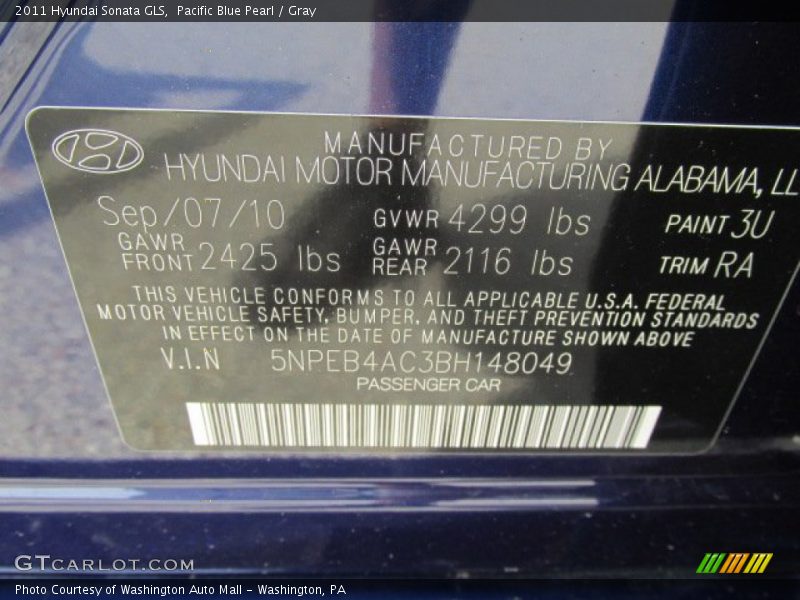 2011 Hyundai Sonata GLS, Pacific Blue Pearl / Gray
MANUFACTURED BY
HYUNDAI MOTOR MANUFACTURING ALABAMA, LL
Sep/07/10 GVWR 4299 lbs PAINT 3U
GAWR FRONT 2425 lbs GAWR REAR 2116 lbs TRIM RA
THIS VEHICLE CONFORMS TO ALL APPLICABLE U.S.A. FEDERAL
MOTOR VEHICLE SAFETY, BUMPER, AND THEFT PREVENTION STANDARDS
IN EFFECT ON THE DATE OF MANUFACTURE SHOWN ABOVE
V.I.N 5NPEB4AC3BH148049
PASSENGER CAR
GTCARLOT.COM
Photo Courtesy of Washington Auto Mall - Washington, PA